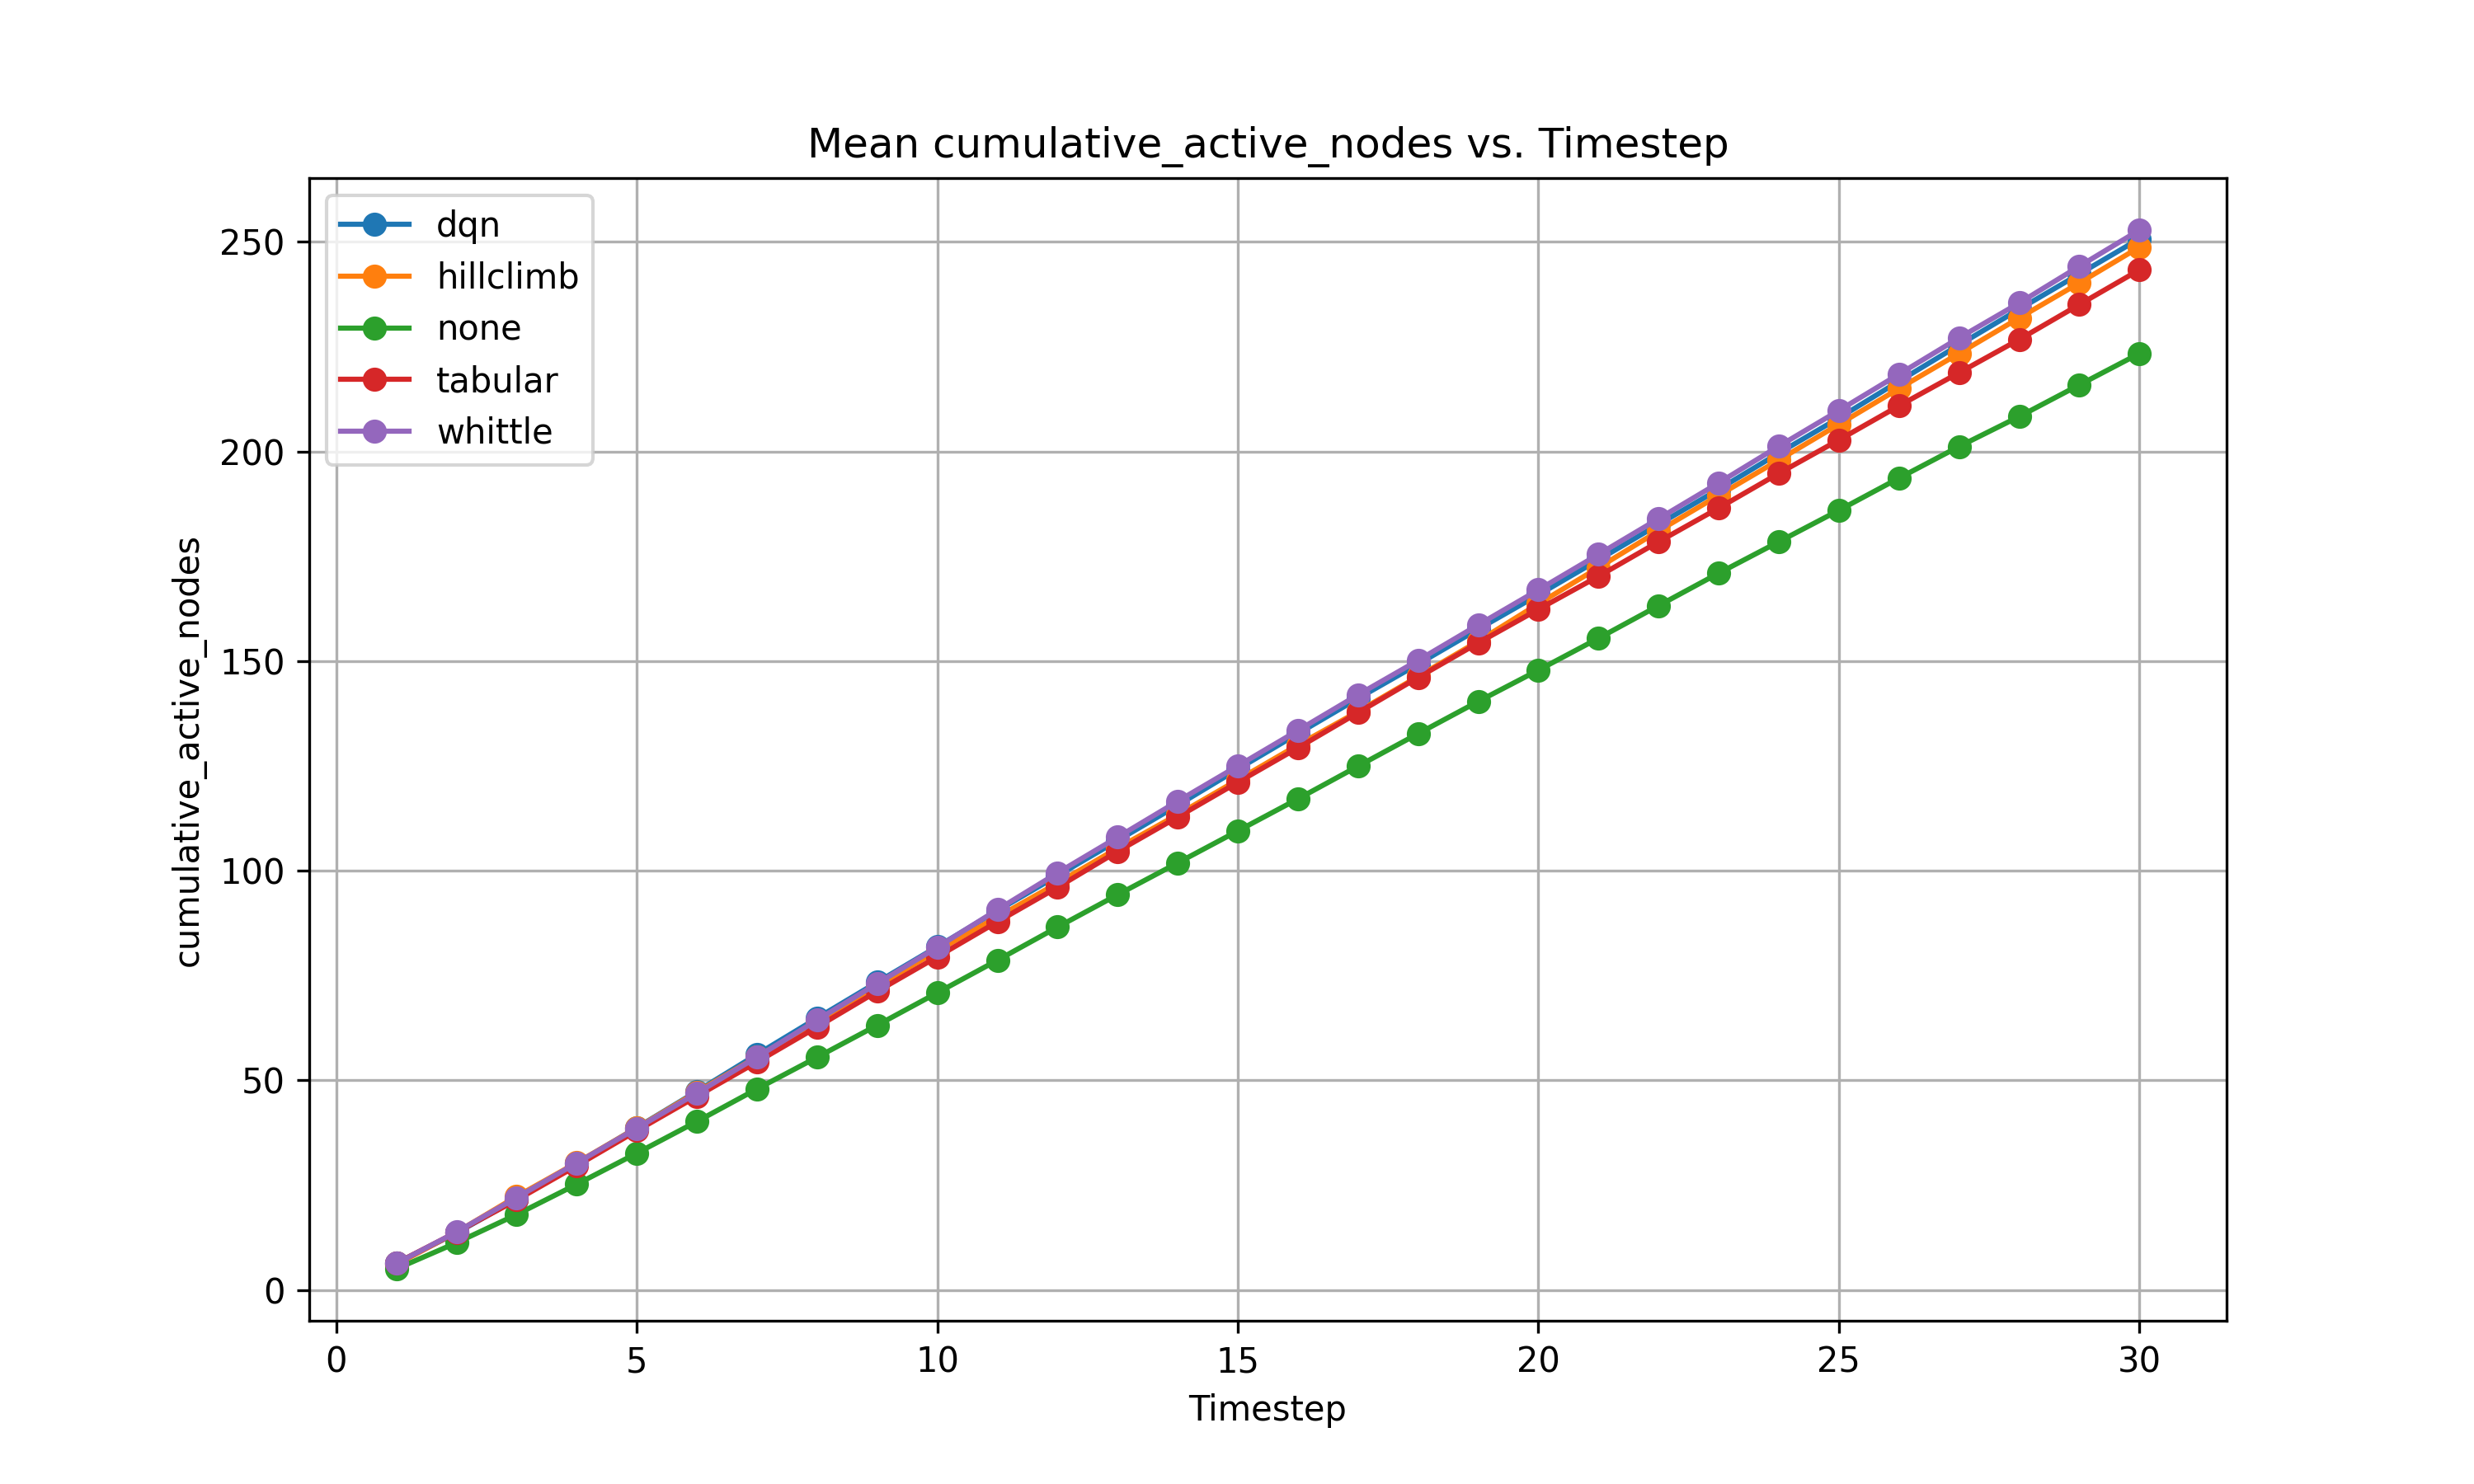 Mean cumulative_active_nodes vs. Timestep
dqn
hillclimb
none
tabular
whittle
250
200
150
100
50
0
cumulative_active_nodes
0 5 10 15 20 25 30
Timestep